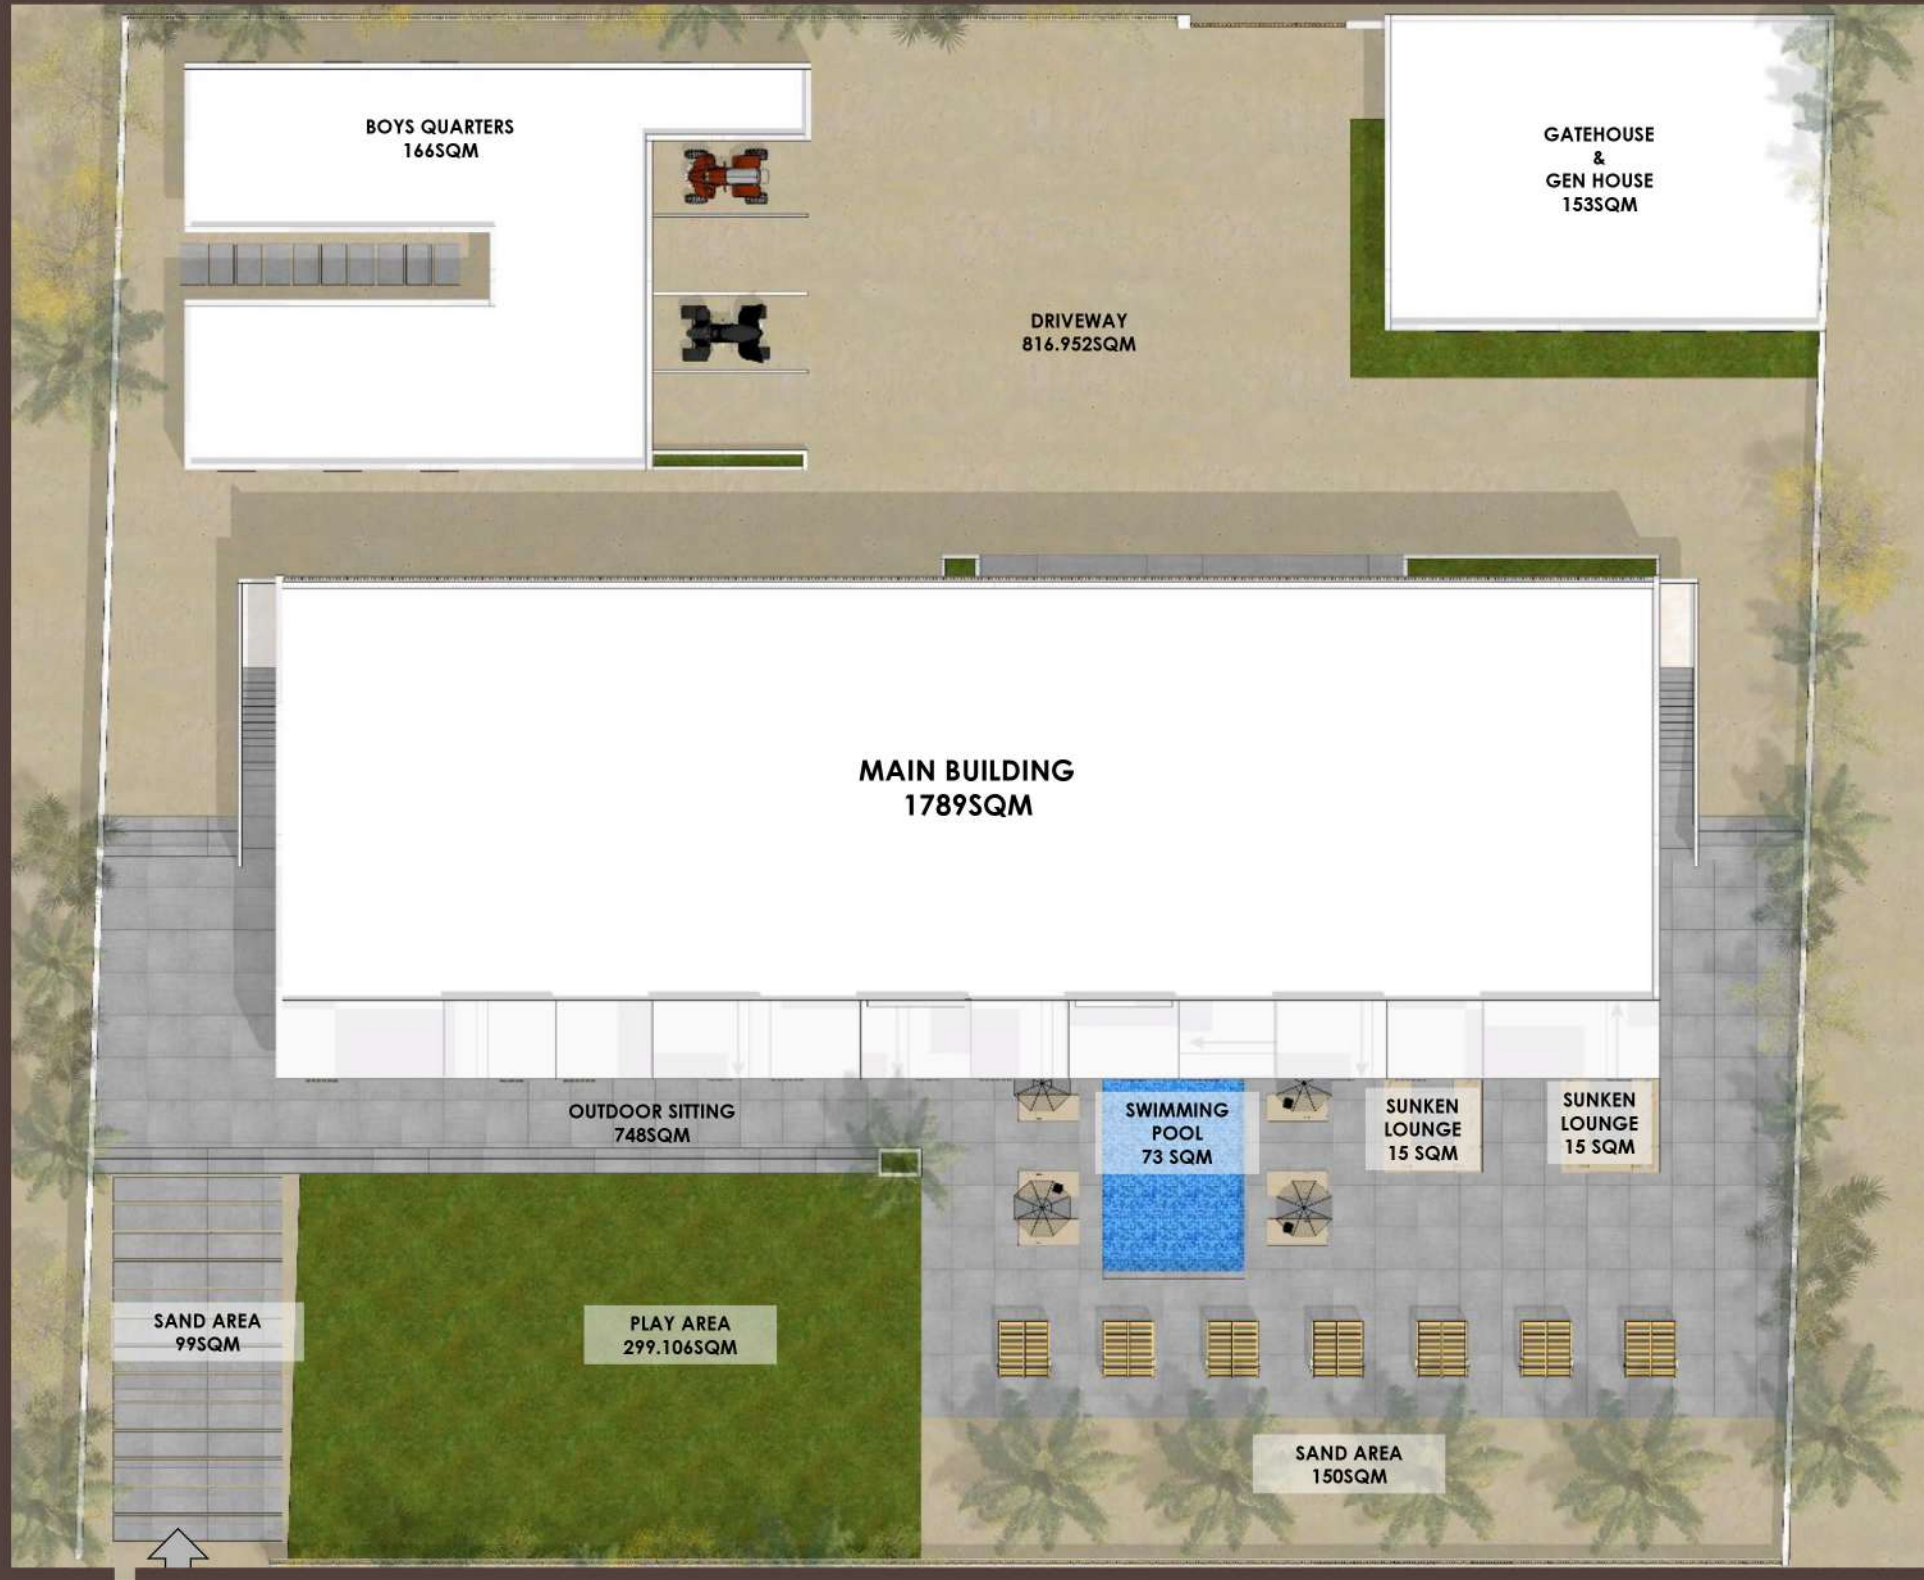 BOYS QUARTERS
166SQM
GATEHOUSE
&
GEN HOUSE
153SQM
DRIVEWAY
816.952SQM
MAIN BUILDING
1789SQM
OUTDOOR SITTING
748SQM
SWIMMING
POOL
73 SQM
SUNKEN
LOUNGE
15 SQM
SUNKEN
LOUNGE
15 SQM
SAND AREA
99SQM
PLAY AREA
299.106SQM
SAND AREA
150SQM